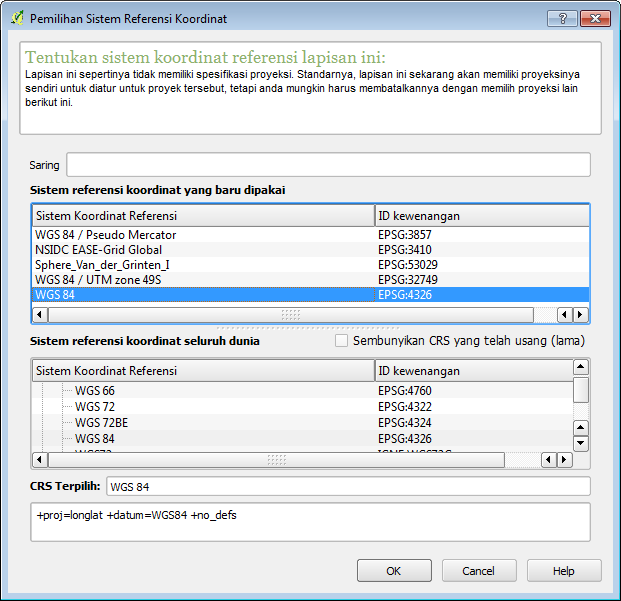 Pemilihan Sistem Referensi Koordinat
Tentukan sistem koordinat referensi lapisan ini:
Lapisan ini sepertinya tidak memiliki spesifikasi proyeksi. Standarnya, lapisan ini sekarang akan memiliki proyeksinya
sendiri untuk diatur untuk proyek tersebut, tetapi anda mungkin harus membatalkannya dengan memilih proyeksi lain
berikut ini.
Saring
Sistem referensi koordinat yang baru dipakai
Sistem Koordinat Referensi ID kewenangan
WGS 84 / Pseudo Mercator EPSG:3857
NSIDC EASE-Grid Global EPSG:3410
Sphere_Van_der_Grinten_I EPSG:53029
WGS 84 / UTM zone 49S EPSG:32749
WGS 84 EPSG:4326
Sistem referensi koordinat seluruh dunia Sembunyikan CRS yang telah usang (lama)
Sistem Koordinat Referensi ID kewenangan
WGS 66 EPSG:4760
WGS 72 EPSG:4322
WGS 72BE EPSG:4324
WGS 84 EPSG:4326
CRS Terpilih: WGS 84
+proj=longlat +datum=WGS84 +no_defs
OK Cancel Help